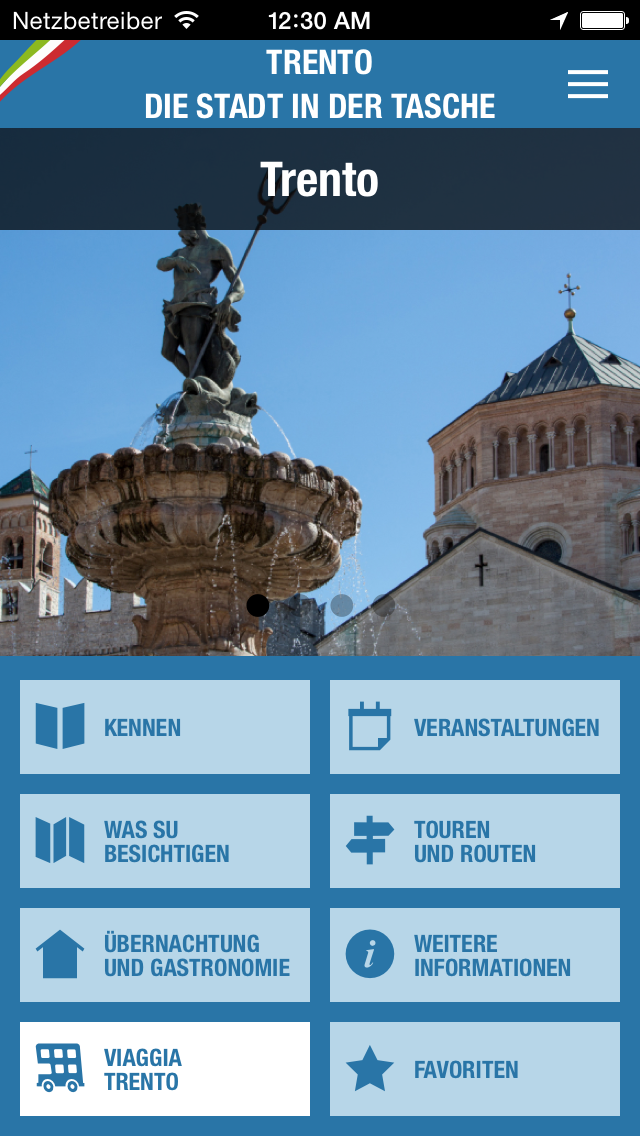 Netzbetreiber 12:30 AM
TRENTO
DIE STADT IN DER TASCHE
Trento
KENNEN
VERANSTALTUNGEN
WAS SU
BESICHTIGEN
TOUREN
UND ROUTEN
ÜBERNACHTUNG
UND GASTRONOMIE
WEITERE
INFORMATIONEN
VIAGGIA
TRENTO
FAVORITEN